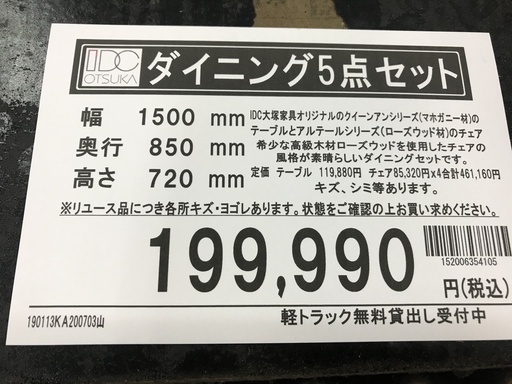 IDC
OTSUKA
ダイニング5点セット
幅 1500 mm
奥行 850 mm
高さ 720 mm
IDC大塚家具オリジナルのクイーンアンシリーズ(マホガニー材)の
テーブルとアルテールシリーズ(ローズウッド材)のチェア
希少な高級木材ローズウッドを使用したチェアの
風格が素晴らしいダイニングセットです。
定価 テーブル 119,880円 チェア85,320円x4合計461,160円
キズ、シミ等あります。
※リユース品につき各所キズ・ヨゴレあります。状態をご確認の上お買い求めください。
199,990
円(税込)
152006354105
190113KA200703山
軽トラック無料貸出し受付中